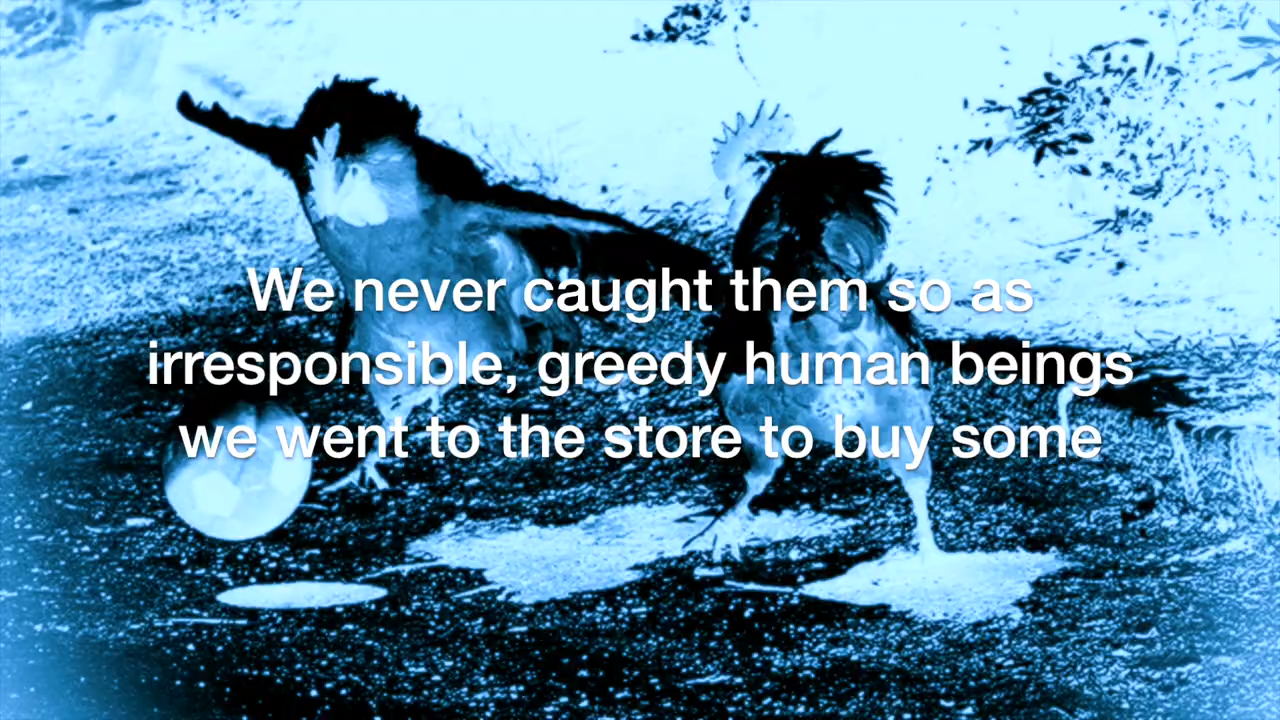 We never caught them so as
irresponsible, greedy human beings
we went to the store to buy some